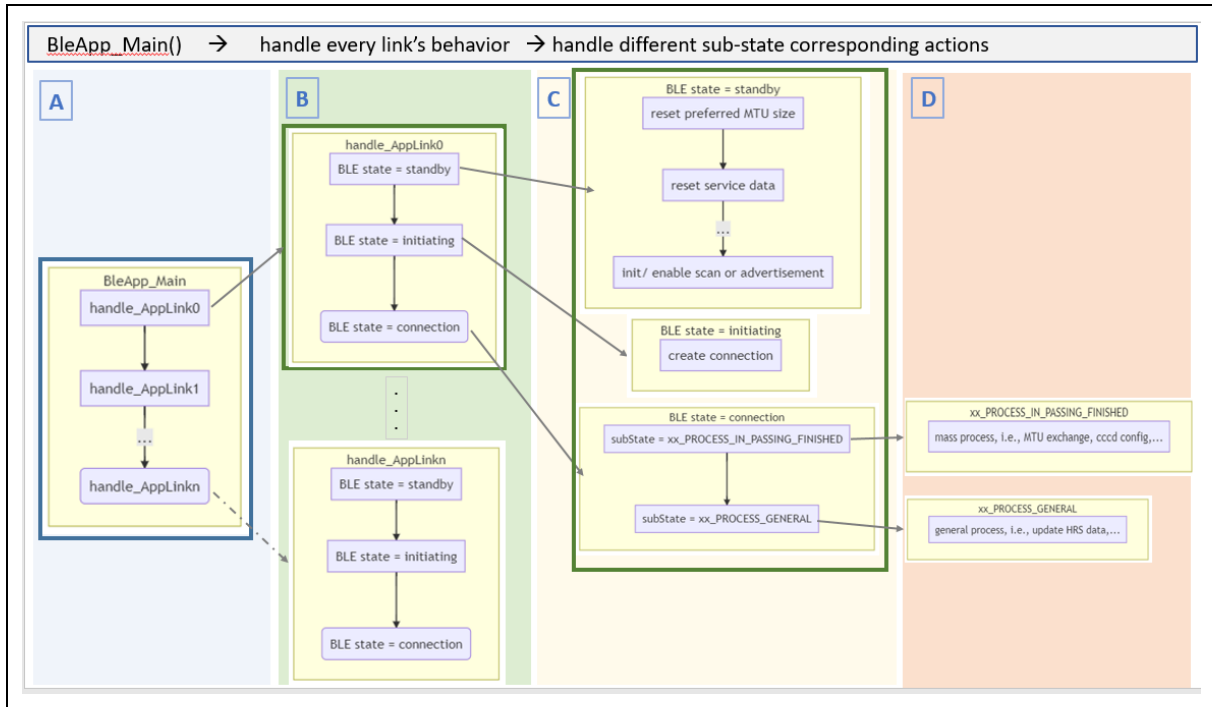 BleApp_Main() → handle every link's behavior → handle different sub-state corresponding actions
A
BleApp_Main
handle_AppLink0
handle_AppLink1
...
handle_AppLinkn
B
handle_AppLink0
BLE state = standby
BLE state = initiating
BLE state = connection
.
.
.
handle_AppLinkn
BLE state = standby
BLE state = initiating
BLE state = connection
C
BLE state = standby
reset preferred MTU size
reset service data
...
init/ enable scan or advertisement
BLE state = initiating
create connection
BLE state = connection
subState = xx_PROCESS_IN_PASSING_FINISHED
subState = xx_PROCESS_GENERAL
D
xx_PROCESS_IN_PASSING_FINISHED
mass process, i.e., MTU exchange, cccd config,...
xx_PROCESS_GENERAL
general process, i.e., update HRS data,...